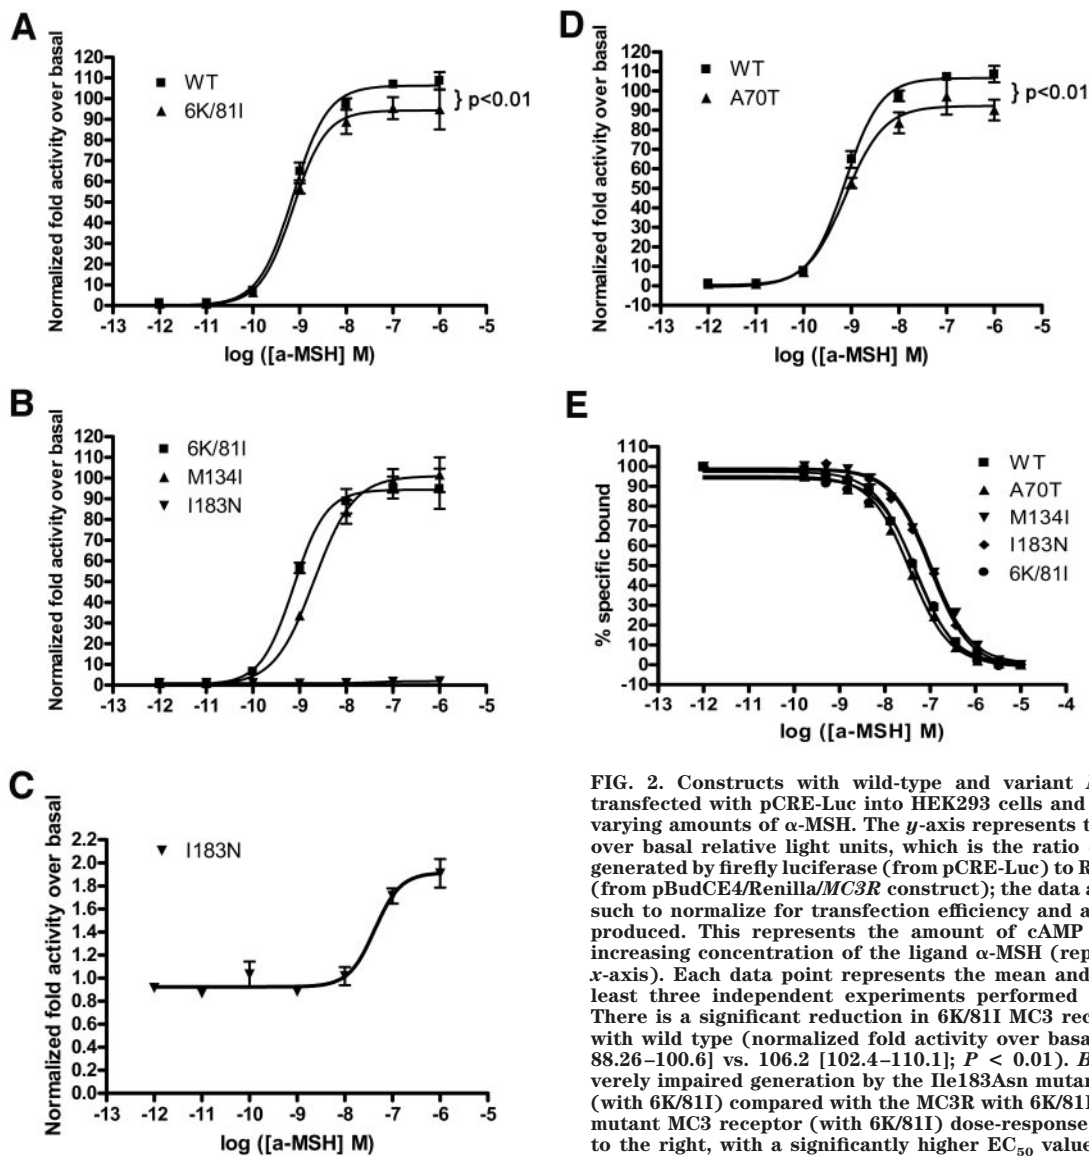 A
Normalized fold activity over basal
120
110
100
90
80
70
60
50
40
30
20
10
0
WT
6K/81I
} p<0.01
-13 -12 -11 -10 -9 -8 -7 -6 -5
log ([a-MSH] M)
D
Normalized fold activity over basal
120
110
100
90
80
70
60
50
40
30
20
10
0
-10
WT
A70T
} p<0.01
-13 -12 -11 -10 -9 -8 -7 -6 -5
log ([a-MSH] M)
B
Normalized fold activity over basal
120
110
100
90
80
70
60
50
40
30
20
10
0
6K/81I
M134I
I183N
-13 -12 -11 -10 -9 -8 -7 -6 -5
log ([a-MSH] M)
E
% specific bound
110
100
90
80
70
60
50
40
30
20
10
0
-10
WT
A70T
M134I
I183N
6K/81I
-13 -12 -11 -10 -9 -8 -7 -6 -5 -4
log ([a-MSH] M)
C
Normalized fold activity over basal
2.2
2.0
1.8
1.6
1.4
1.2
1.0
0.8
0.6
0.4
0.2
0.0
I183N
-13 -12 -11 -10 -9 -8 -7 -6 -5
log ([a-MSH] M)
FIG. 2. Constructs with wild-type and variant
transfected with pCRE-Luc into HEK293 cells and
varying amounts of α-MSH. The y-axis represents t
over basal relative light units, which is the ratio
generated by firefly luciferase (from pCRE-Luc) to R
(from pBudCE4/Renilla/MC3R construct); the data a
such to normalize for transfection efficiency and a
produced. This represents the amount of cAMP
increasing concentration of the ligand α-MSH (rep
x-axis). Each data point represents the mean and
least three independent experiments performed
There is a significant reduction in 6K/81I MC3 rec
with wild type (normalized fold activity over basa
88.26–100.6] vs. 106.2 [102.4–110.1]; P < 0.01). B
verely impaired generation by the Ile183Asn mutan
(with 6K/81I) compared with the MC3R with 6K/81I
mutant MC3 receptor (with 6K/81I) dose-response
to the right, with a significantly higher EC50 value